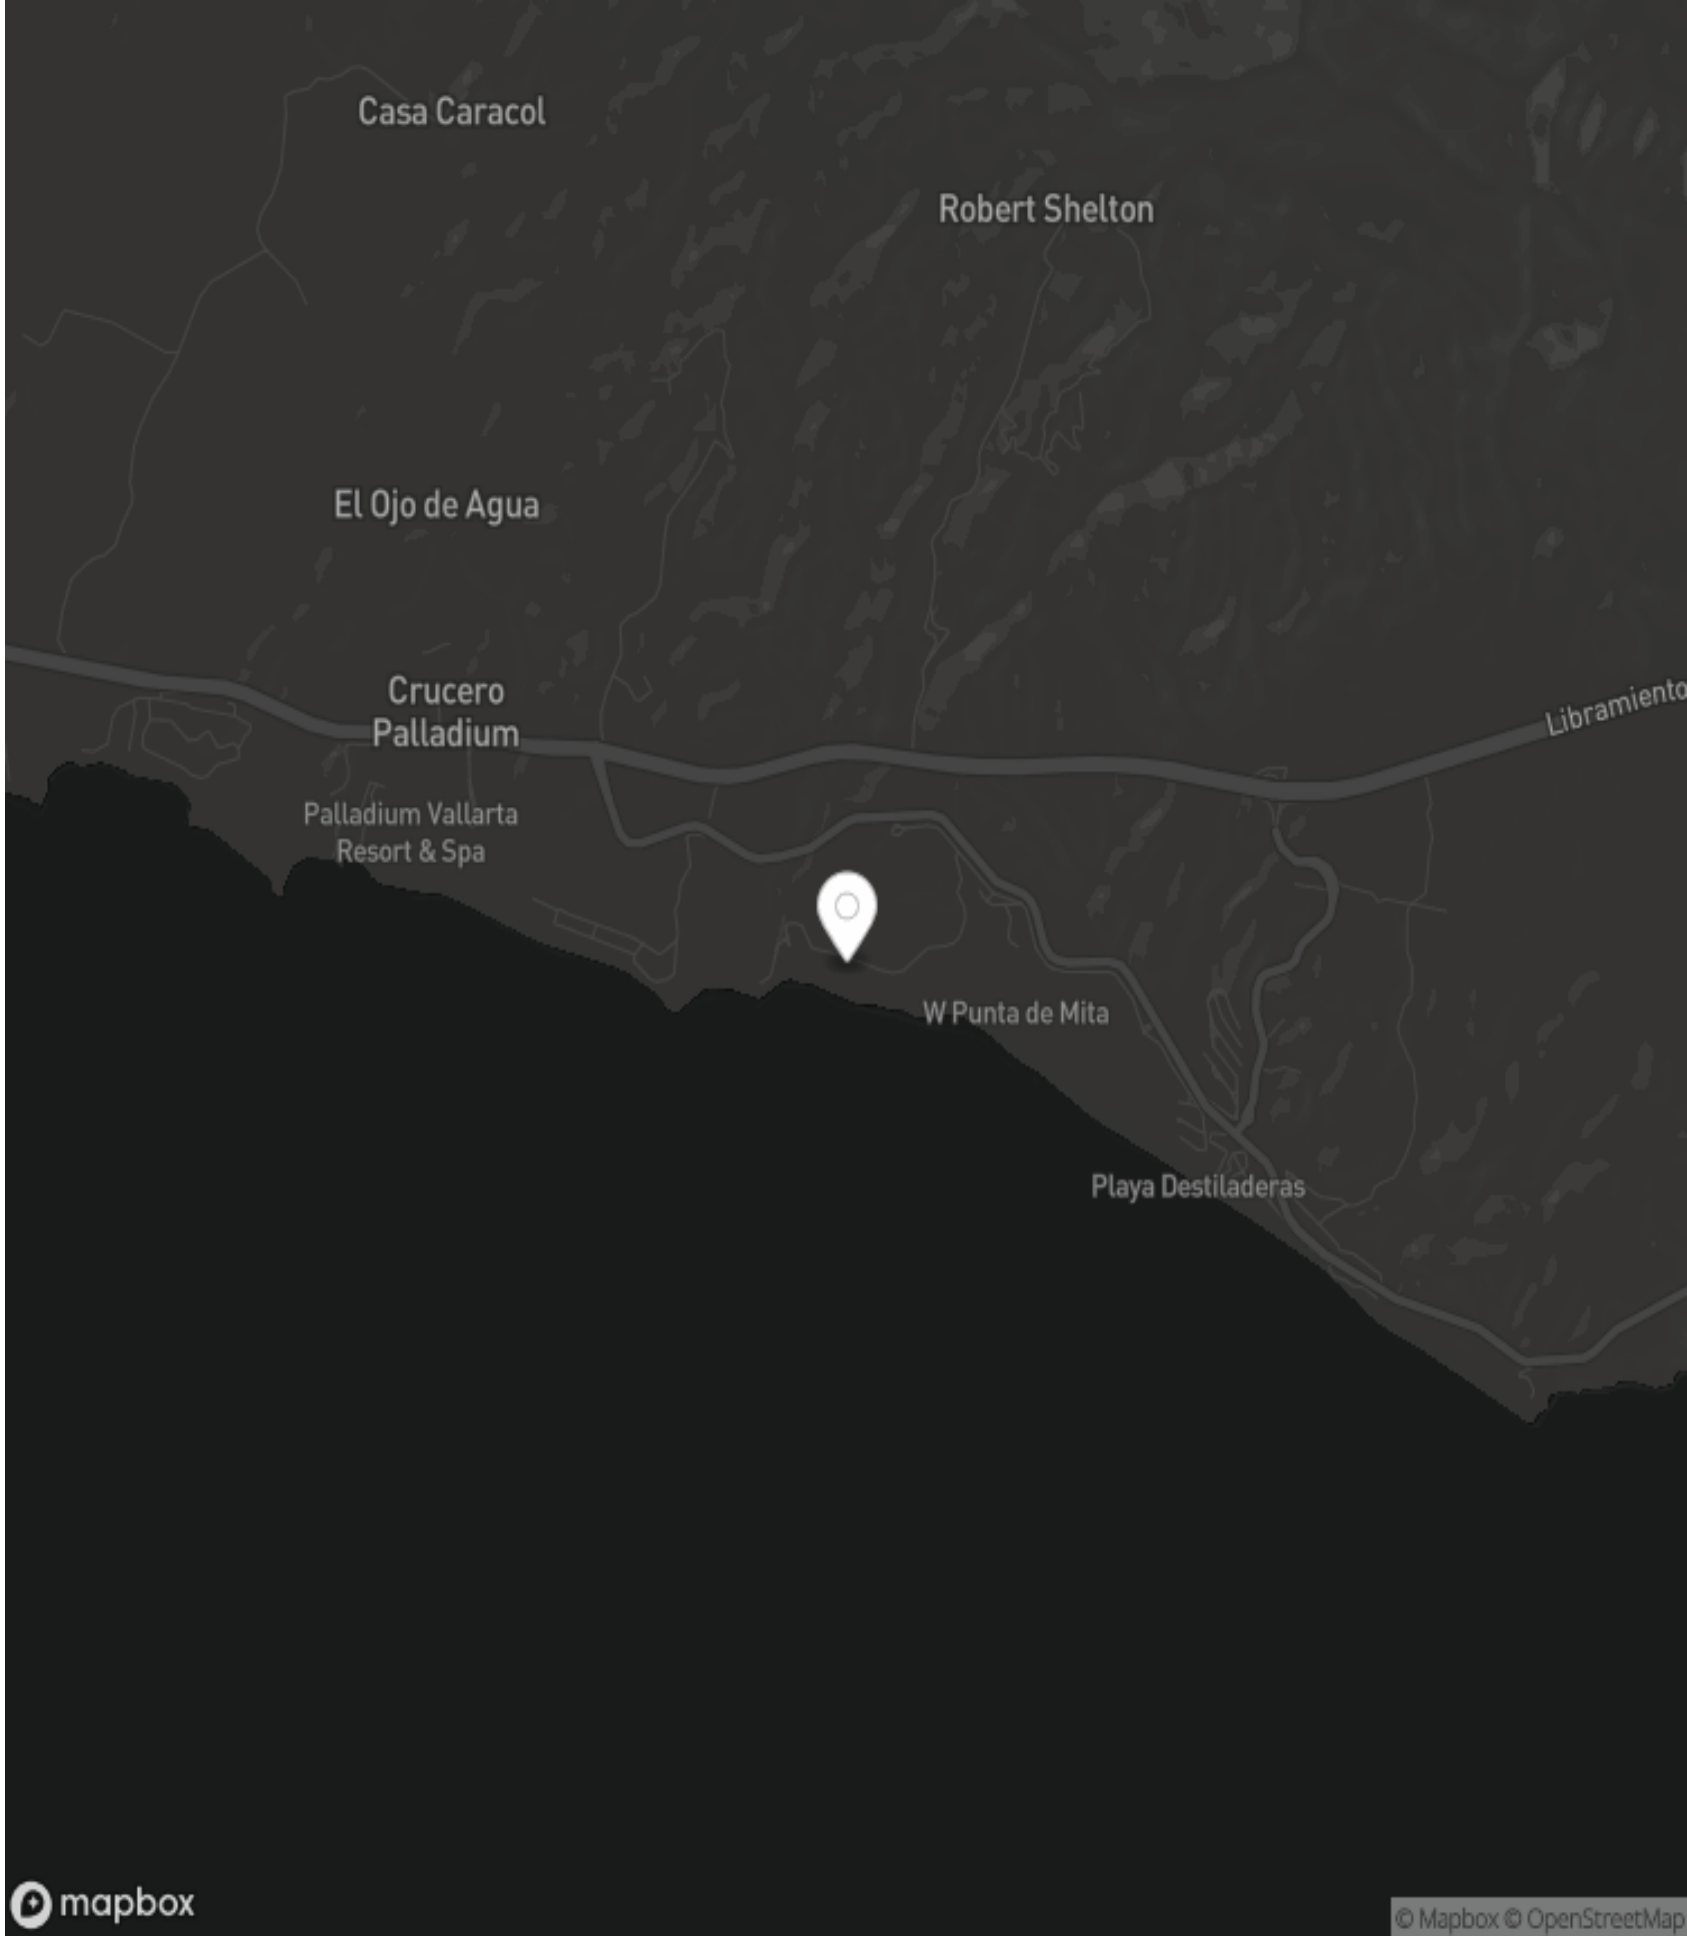 Casa Caracol
Robert Shelton
El Ojo de Agua
Crucero
Palladium
Libramiento
Palladium Vallarta
Resort & Spa
W Punta de Mita
Playa Destiladeras
mapbox
© Mapbox © OpenStreetMap